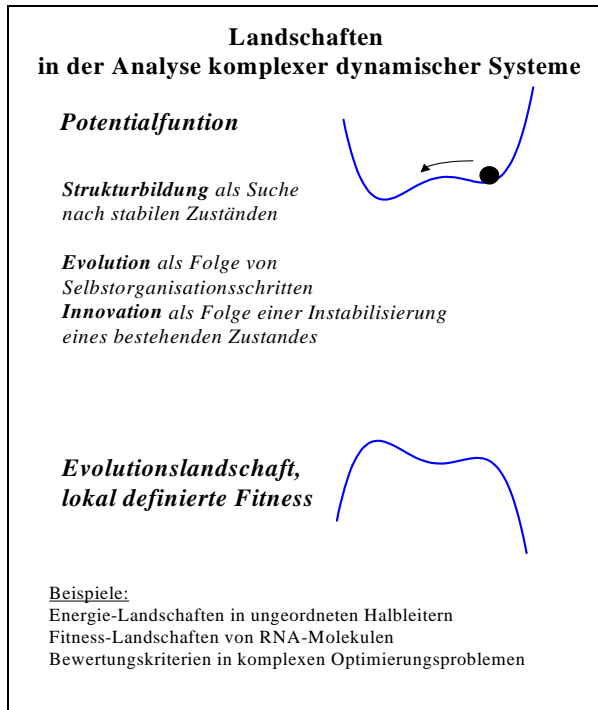 Landschaften
in der Analyse komplexer dynamischer Systeme
Potentialfuntion
Strukturbildung als Suche
nach stabilen Zuständen
Evolution als Folge von
Selbstorganisationsschritten
Innovation als Folge einer Instabilisierung
eines bestehenden Zustandes
Evolutionslandschaft,
lokal definierte Fitness
Beispiele:
Energie-Landschaften in ungeordneten Halbleitern
Fitness-Landschaften von RNA-Molekulen
Bewertungskriterien in komplexen Optimierungsproblemen